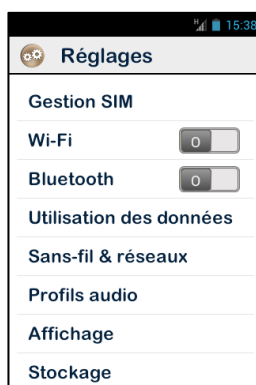 H 15:38
Réglages
Gestion SIM
Wi-Fi O
Bluetooth O
Utilisation des données
Sans-fil & réseaux
Profils audio
Affichage
Stockage